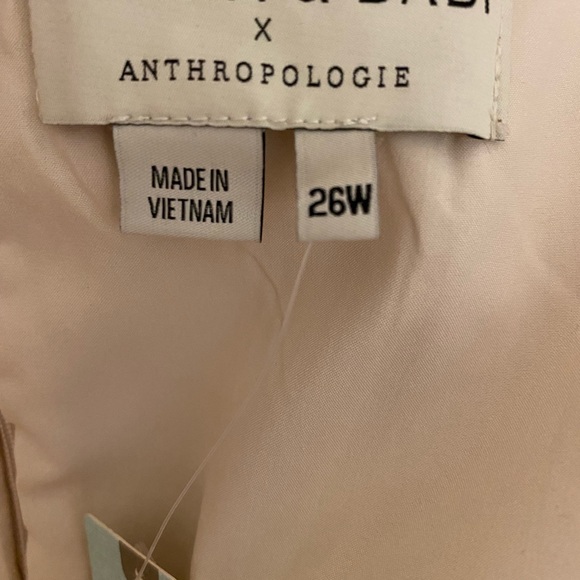 X
ANTHROPOLOGIE
MADE IN
VIETNAM
26W